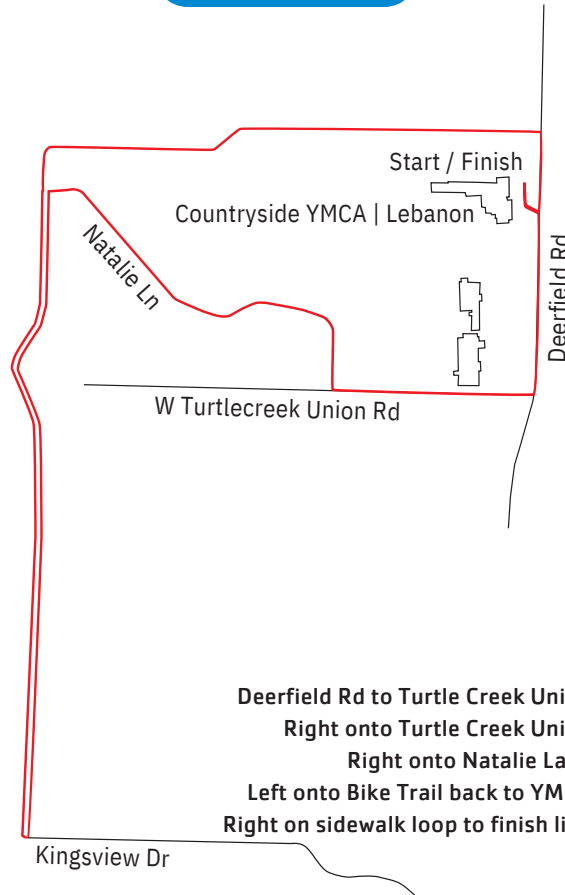 Start / Finish
Countryside YMCA | Lebanon
Natalie Ln
Deerfield Rd
W Turtlecreek Union Rd
Deerfield Rd to Turtle Creek Uni
Right onto Turtle Creek Uni
Right onto Natalie La
Left onto Bike Trail back to YM
Right on sidewalk loop to finish li
Kingsview Dr